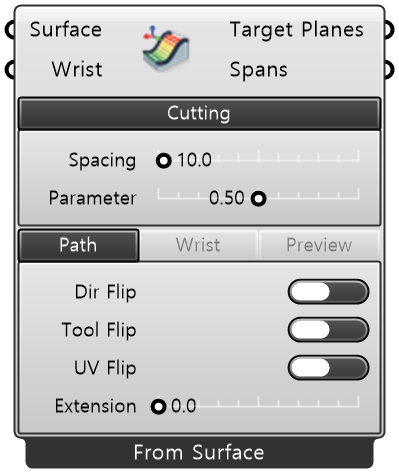 Surface Target Planes
Wrist Spans
Cutting
Spacing 10.0
Parameter 0.50
Path Wrist Preview
Dir Flip
Tool Flip
UV Flip
Extension 0.0
From Surface